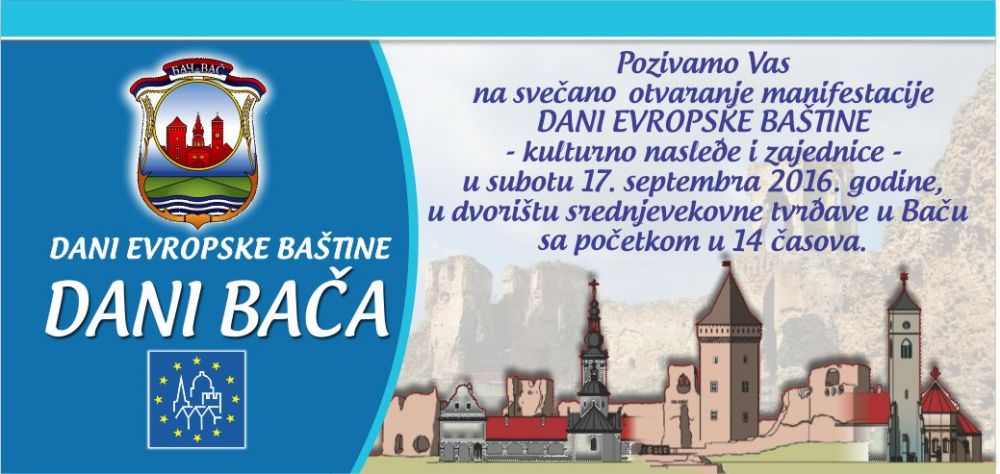 БАЧ - BAČ
DANI EVROPSKE BAŠTINE
DANI BAČA
Pozivamo Vas
na svečano otvaranje manifestacije
DANI EVROPSKE BAŠTINE
- kulturno nasleđe i zajednice -
u subotu 17. septembra 2016. godine,
u dvorištu srednjevekovne tvrđave u Baču
sa početkom u 14 časova.